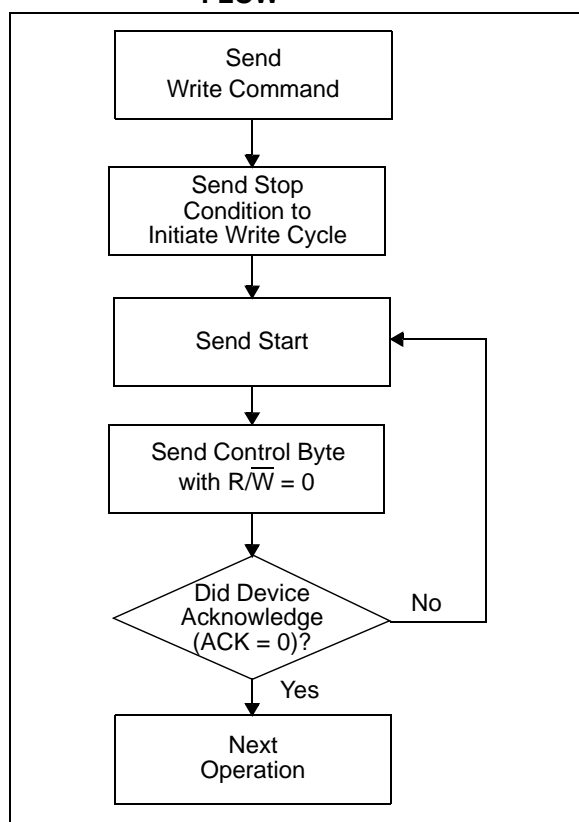 Send
Write Command
Send Stop
Condition to
Initiate Write Cycle
Send Start
Send Control Byte
with R/W̅ = 0
Did Device
Acknowledge
(ACK = 0)?
No
Yes
Next
Operation